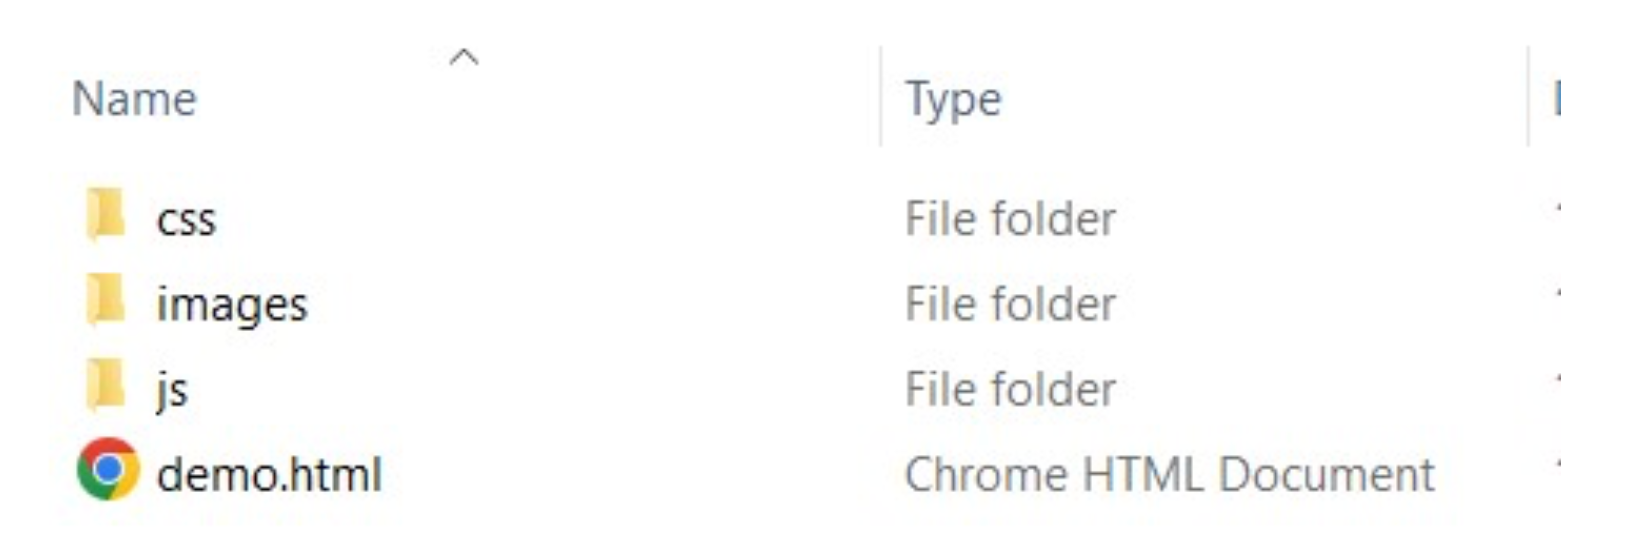 Name Type
css File folder
images File folder
js File folder
demo.html Chrome HTML Document